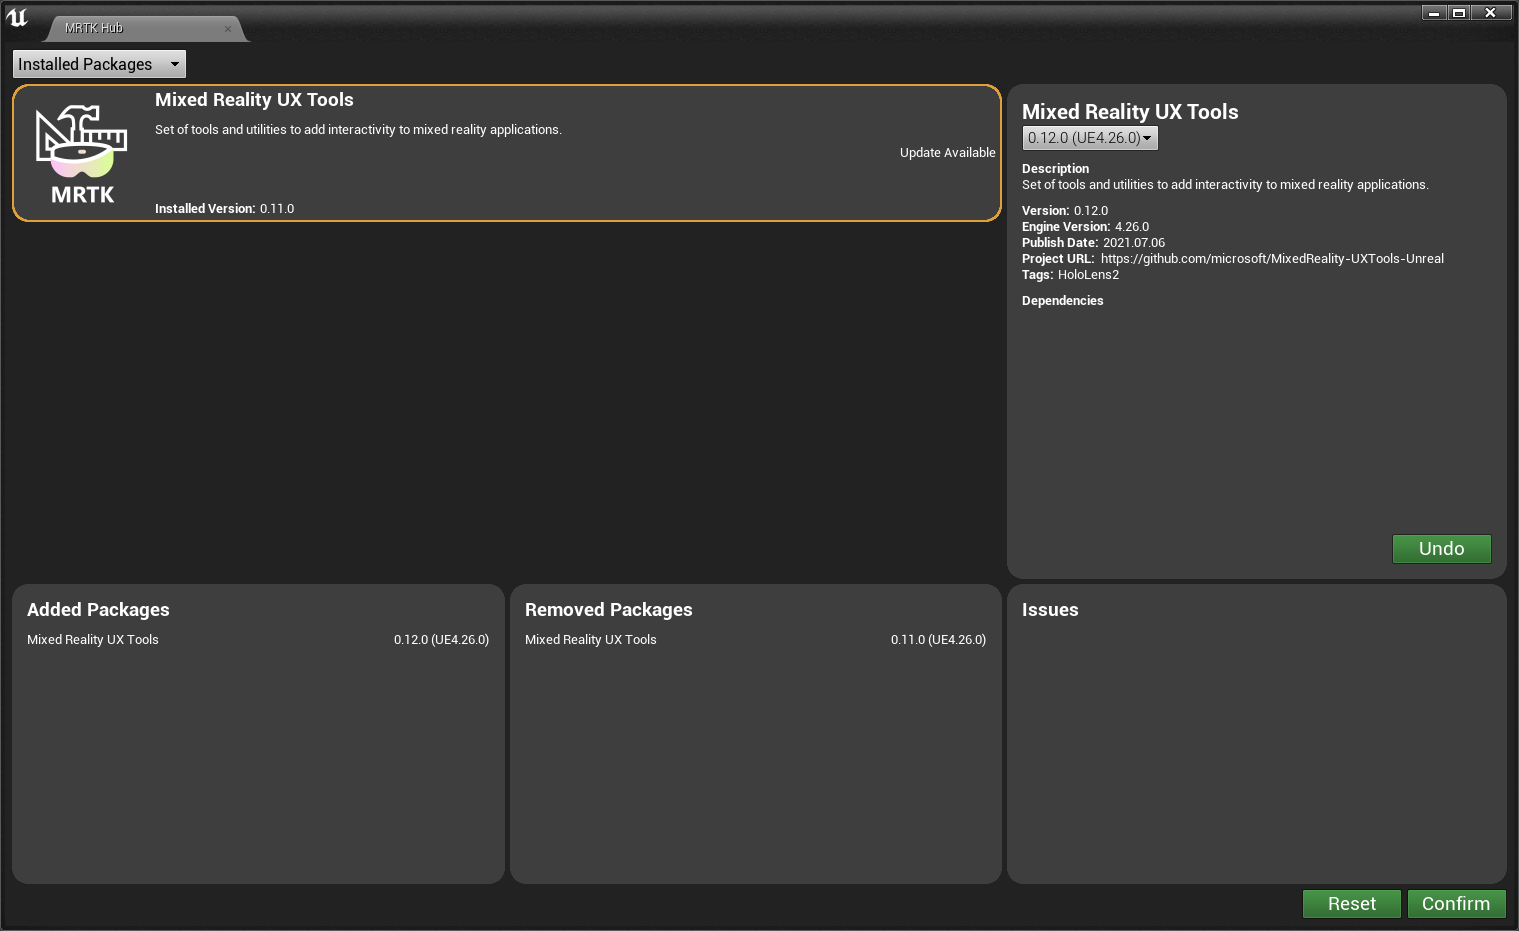 MRTK Hub
Installed Packages
Mixed Reality UX Tools
Set of tools and utilities to add interactivity to mixed reality applications.
Update Available
MRTK
Installed Version: 0.11.0
Mixed Reality UX Tools
0.12.0 (UE4.26.0)
Description
Set of tools and utilities to add interactivity to mixed reality applications.
Version: 0.12.0
Engine Version: 4.26.0
Publish Date: 2021.07.06
Project URL: https://github.com/microsoft/MixedReality-UXTools-Unreal
Tags: HoloLens2
Dependencies
Undo
Added Packages
Mixed Reality UX Tools 0.12.0 (UE4.26.0)
Removed Packages
Mixed Reality UX Tools 0.11.0 (UE4.26.0)
Issues
Reset Confirm